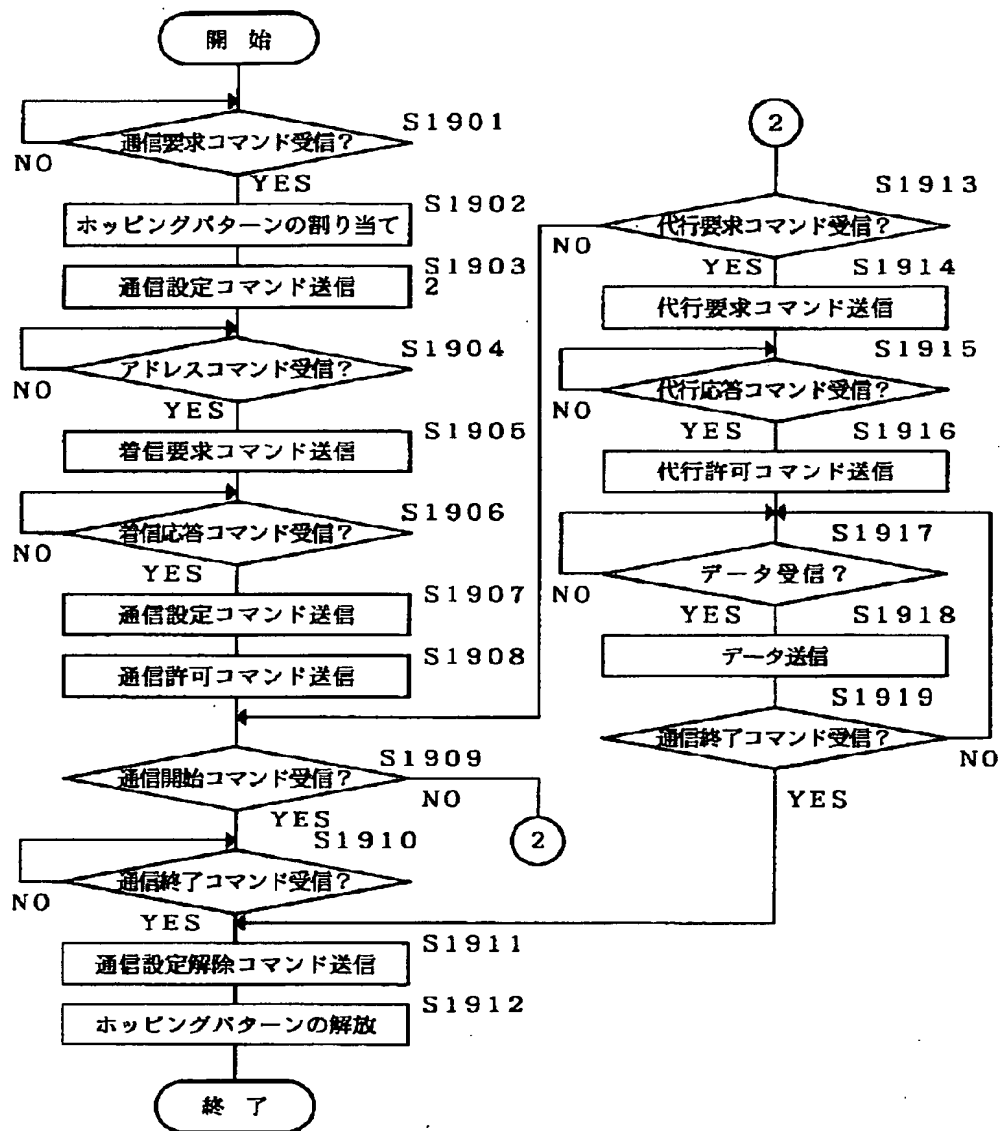 開 始
通信要求コマンド受信?
S1901
NO
YES
ホッピングパターンの割り当て
S1902
通信設定コマンド送信
S1903
2
アドレスコマンド受信?
S1904
NO
YES
着信要求コマンド送信
S1905
着信応答コマンド受信?
S1906
NO
YES
通信設定コマンド送信
S1907
通信許可コマンド送信
S1908
通信開始コマンド受信?
S1909
NO
YES
2
通信終了コマンド受信?
S1910
NO
YES
通信設定解除コマンド送信
S1911
ホッピングパターンの解放
S1912
終 了
2
代行要求コマンド受信?
S1913
NO
YES
代行要求コマンド送信
S1914
代行応答コマンド受信?
S1915
NO
YES
代行許可コマンド送信
S1916
データ受信?
S1917
NO
YES
データ送信
S1918
通信終了コマンド受信?
S1919
NO
YES